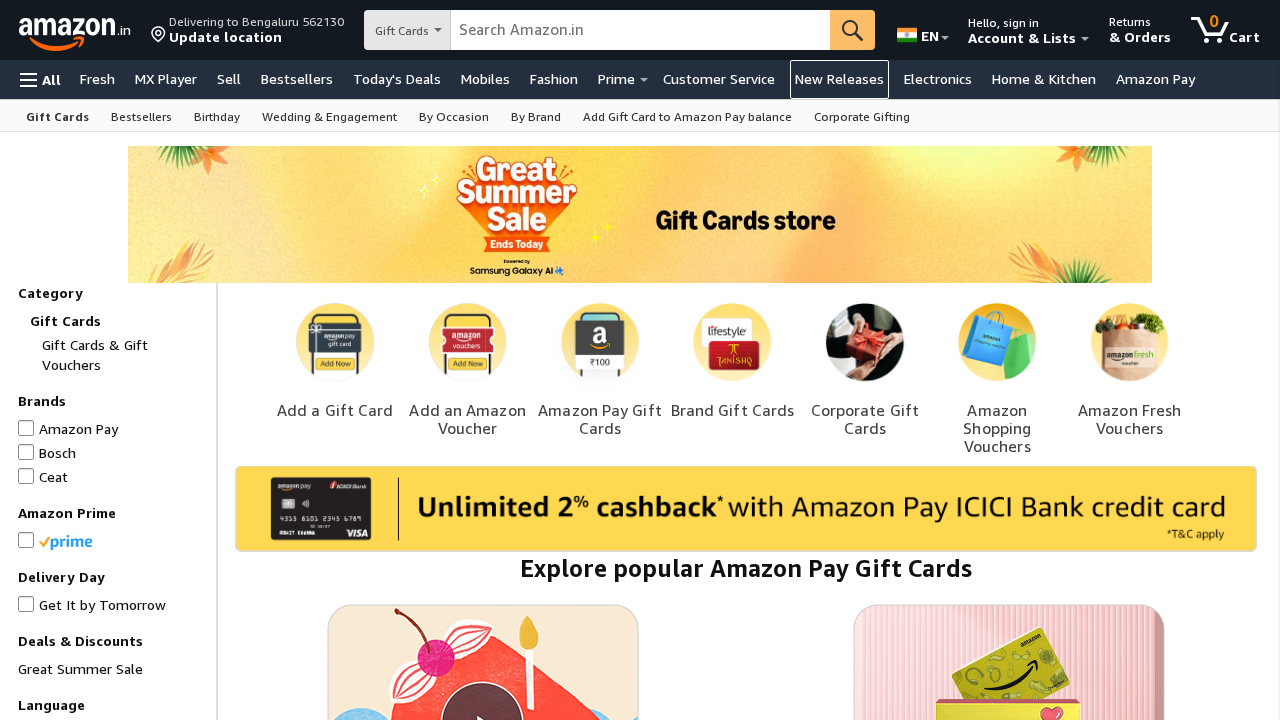 amazon.in
Delivering to Bengaluru 562130
Update location
Gift Cards
Search Amazon.in
EN
Hello, sign in
Account & Lists
Returns
& Orders
0
Cart
All
Fresh
MX Player
Sell
Bestsellers
Today's Deals
Mobiles
Fashion
Prime
Customer Service
New Releases
Electronics
Home & Kitchen
Amazon Pay
Gift Cards
Bestsellers
Birthday
Wedding & Engagement
By Occasion
By Brand
Add Gift Card to Amazon Pay balance
Corporate Gifting
Great
Summer
Sale
Ends Today
Powered by
Samsung Galaxy AI
Gift Cards store
Category
Gift Cards
Gift Cards & Gift
Vouchers
Brands
Amazon Pay
Bosch
Ceat
Amazon Prime
prime
Delivery Day
Get It by Tomorrow
Deals & Discounts
Great Summer Sale
Language
amazon pay
gift card
Add Now
Add a Gift Card
amazon
vouchers
Add Now
Add an Amazon
Voucher
a
₹100
Amazon Pay Gift
Cards
lifestyle
TANISHQ
Brand Gift Cards
Corporate Gift
Cards
Amazon
Shopping
Vouchers
amazonfresh
voucher
Amazon Fresh
Vouchers
amazon pay
ICICI Bank
4315 8101 2345 6789
VISA
Unlimited 2% cashback* with Amazon Pay ICICI Bank credit card
*T&C apply
Explore popular Amazon Pay Gift Cards
amazon